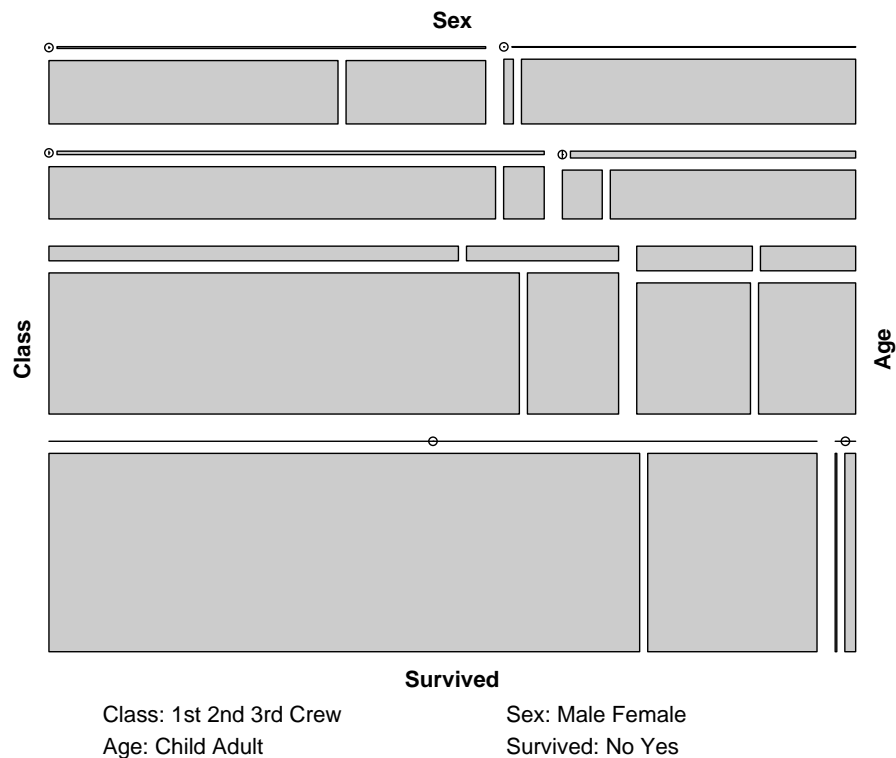 Sex
Class
Age
Survived
Class: 1st 2nd 3rd Crew
Sex: Male Female
Age: Child Adult
Survived: No Yes